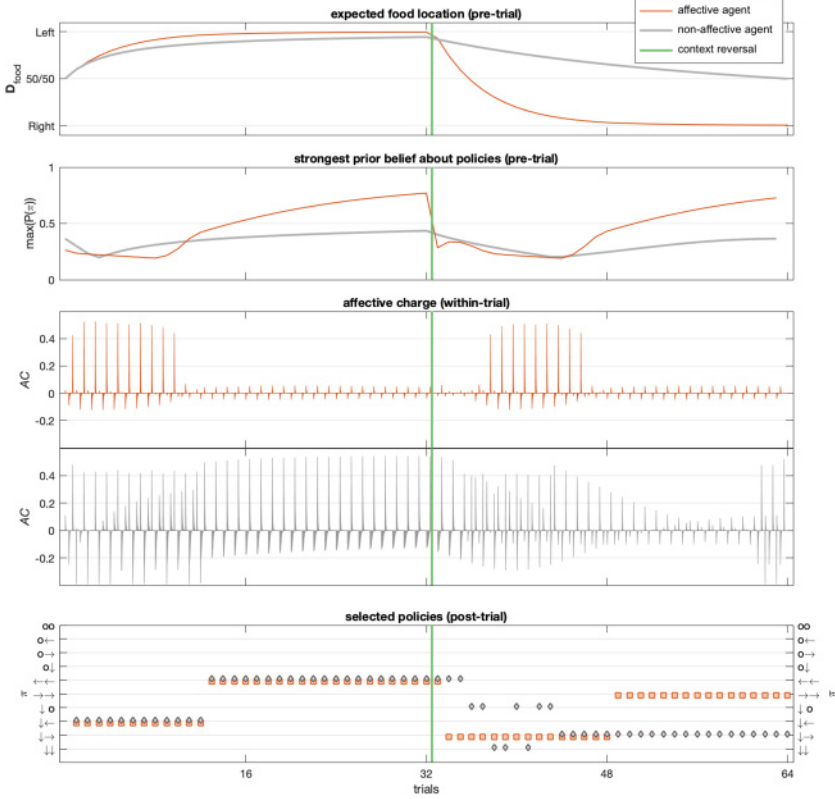 expected food location (pre-trial)
affective agent
non-affective agent
context reversal
Left
50/50
Right
D food
strongest prior belief about policies (pre-trial)
1
0.5
0
max(P(π))
affective charge (within-trial)
0.4
0.2
0
-0.2
AC
0.4
0.2
0
-0.2
AC
selected policies (post-trial)
oo oo
o← o←
o→ o→
o↓ o↓
←← ←←
π →→ →→ π
↓o ↓o
↓← ↓←
↓→ ↓→
↓↓ ↓↓
16 32 48 64
trials